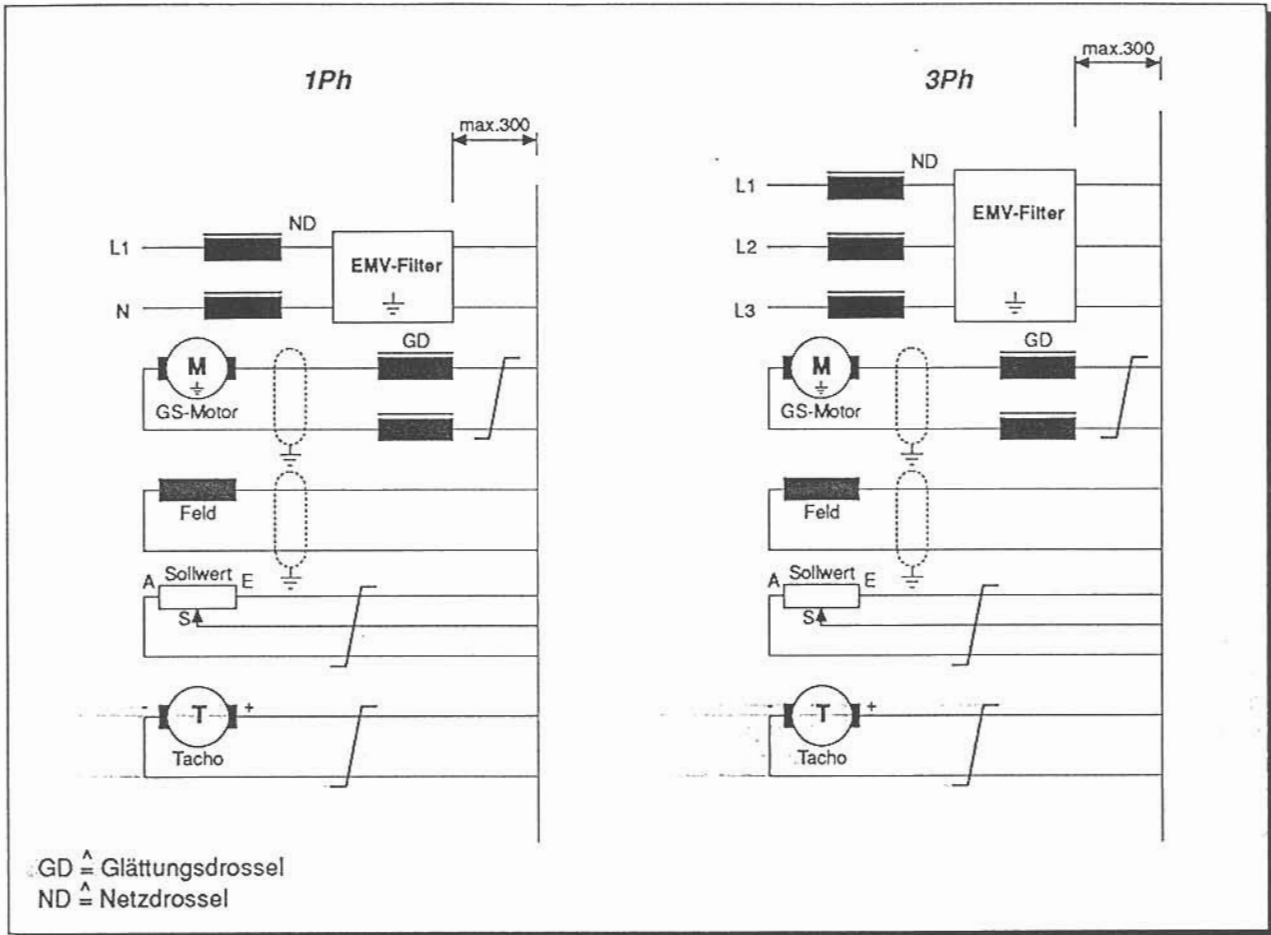 1Ph
max.300
ND
L1
EMV-Filter
N
GD
M
GS-Motor
Feld
A Sollwert E
S
- T +
Tacho
3Ph
max.300
ND
L1
EMV-Filter
L2
L3
GD
M
GS-Motor
Feld
A Sollwert E
S
- T +
Tacho
GD ≙ Glättungsdrossel
ND ≙ Netzdrossel